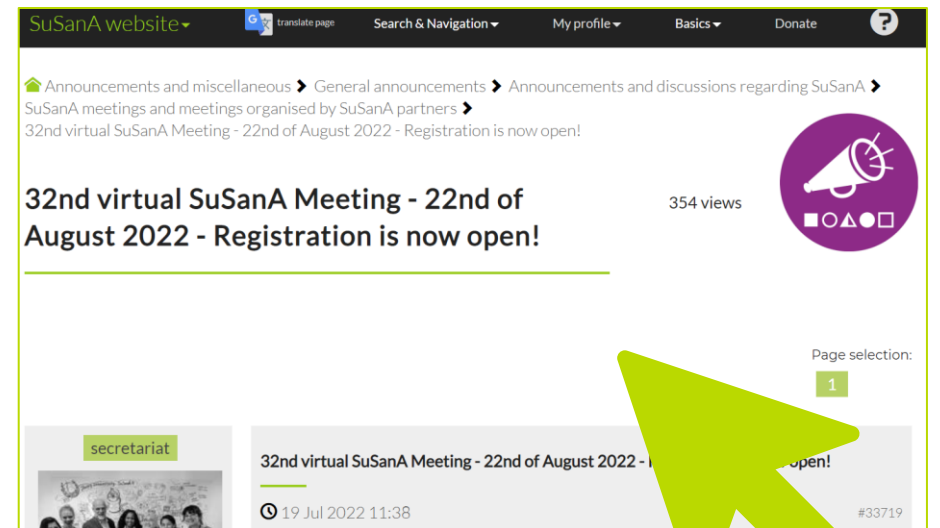 SuSanA website
translate page
Search & Navigation
My profile
Basics
Donate
?
Announcements and miscellaneous > General announcements > Announcements and discussions regarding SuSanA >
SuSanA meetings and meetings organised by SuSanA partners >
32nd virtual SuSanA Meeting - 22nd of August 2022 - Registration is now open!
32nd virtual SuSanA Meeting - 22nd of
August 2022 - Registration is now open!
354 views
Page selection:
1
secretariat
32nd virtual SuSanA Meeting - 22nd of August 2022 - open!
19 Jul 2022 11:38
#33719